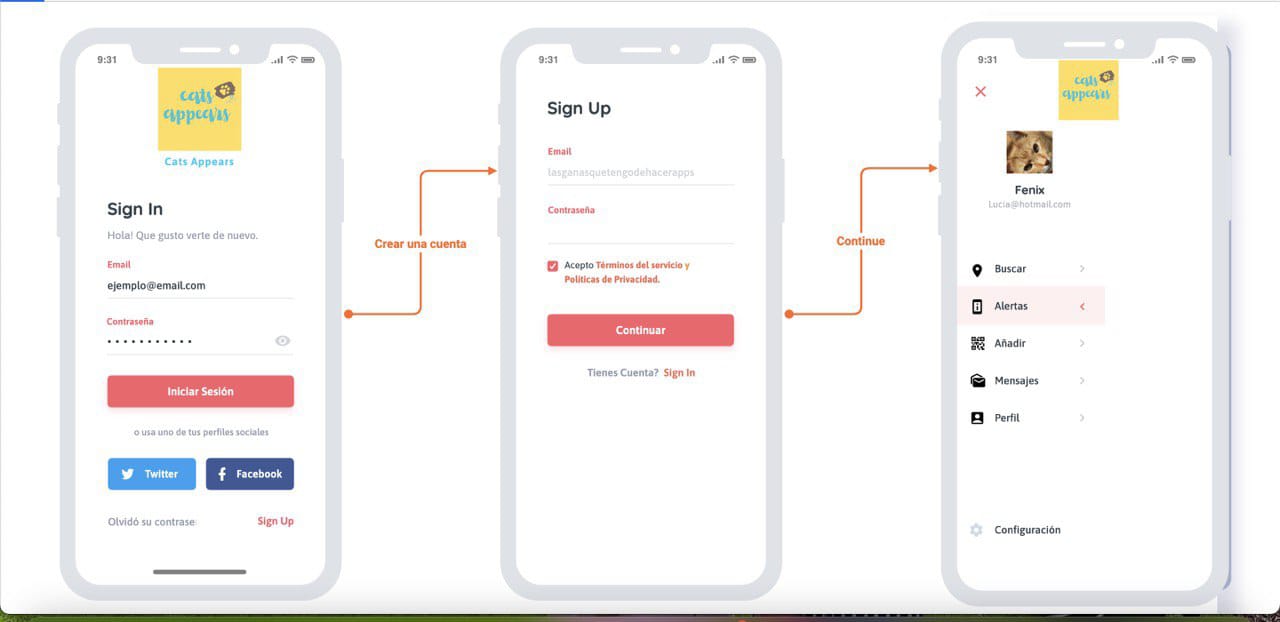 9:31
cats
appears
Cats Appears
Sign In
Hola! Que gusto verte de nuevo.
Email
ejemplo@email.com
Contraseña
Iniciar Sesión
o usa uno de tus perfiles sociales
Twitter
Facebook
Olvidó su contrase
Sign Up
Crear una cuenta
9:31
Sign Up
Email
lasganasquetengodehacerapps
Contraseña
Acepto Términos del servicio y
Políticas de Privacidad.
Continuar
Tienes Cuenta? Sign In
Continue
9:31
cats
appears
Fenix
Lucia@hotmail.com
Buscar
Alertas
Añadir
Mensajes
Perfil
Configuración